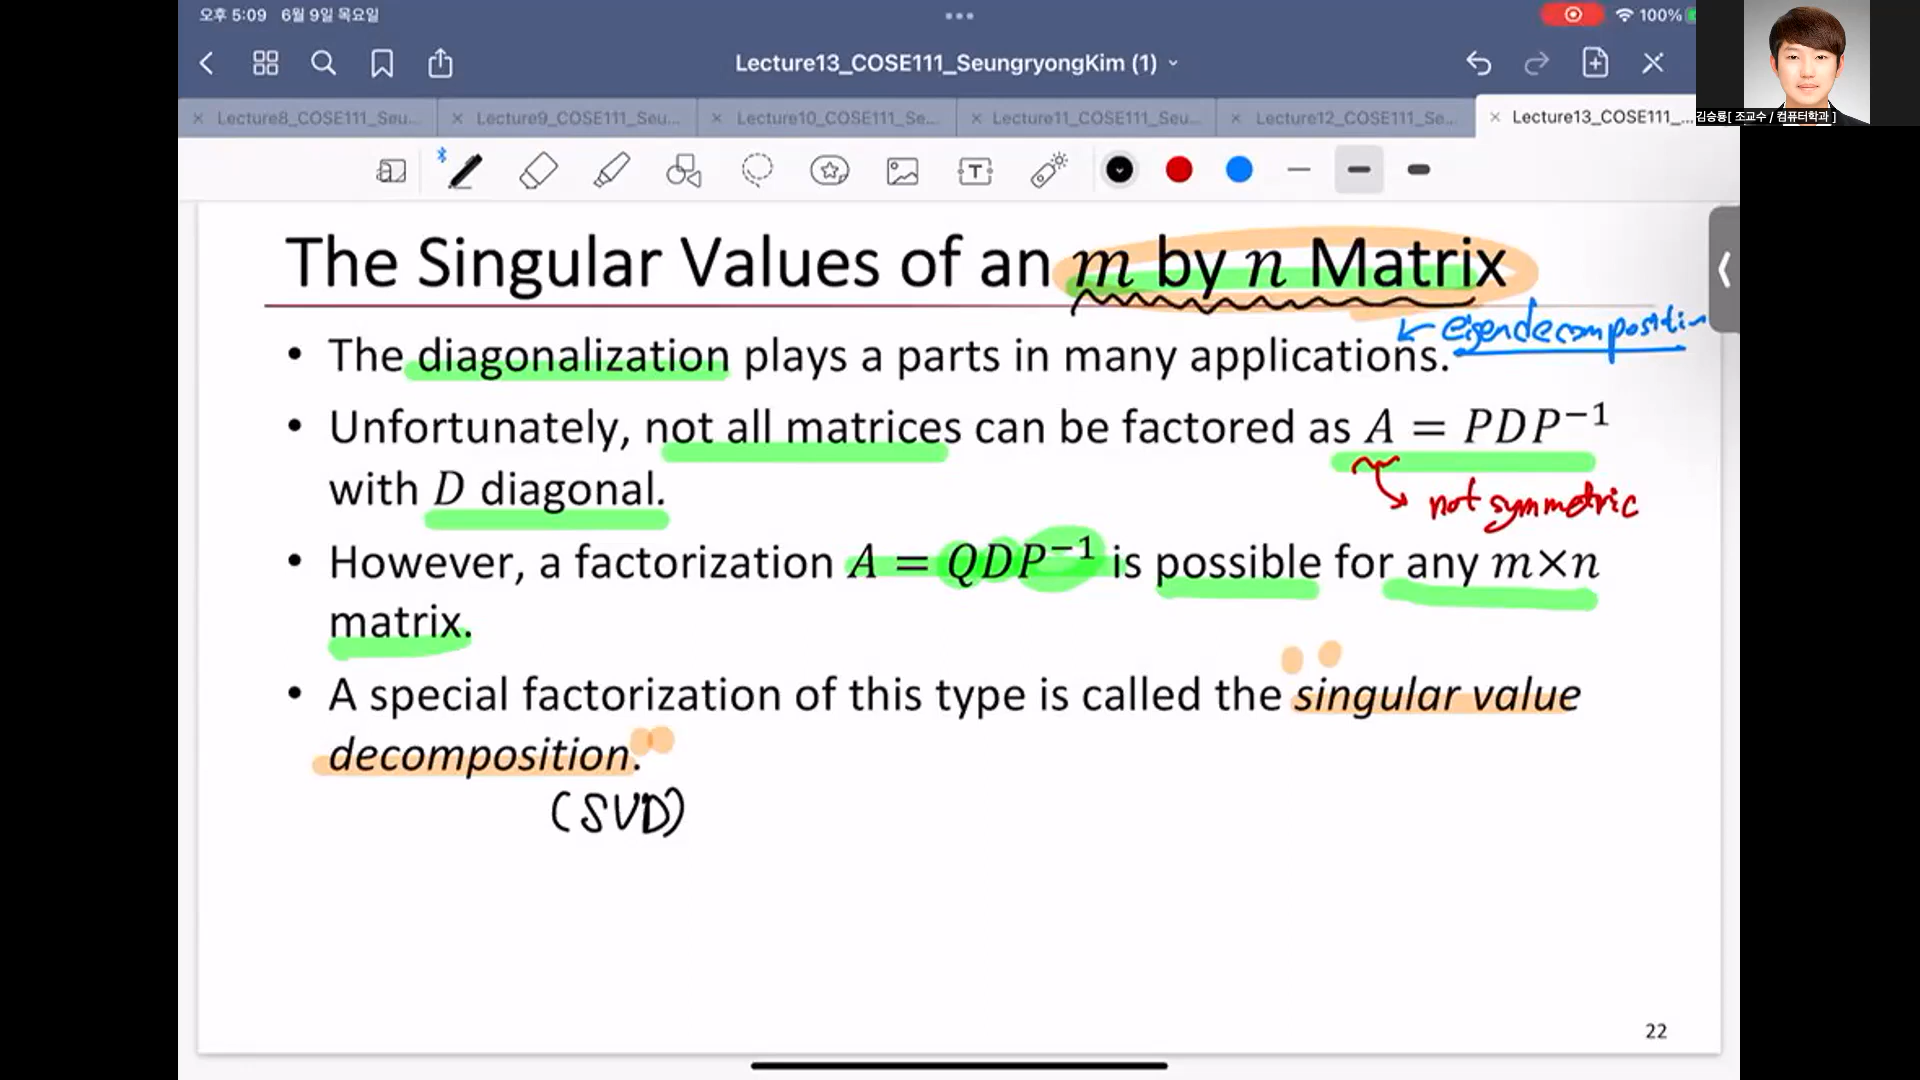 오후 5:09 6월 9일 목요일
100%
Lecture13_COSE111_SeungryongKim (1)
Lecture8_COSE111_Seu...
Lecture9_COSE111_Seu...
Lecture10_COSE111_Se...
Lecture11_COSE111_Seu...
Lecture12_COSE111_Se...
Lecture13_COSE111_...
김승룡[ 조교수 / 컴퓨터학과 ]
T
The Singular Values of an m by n Matrix
eigendecomposition
• The diagonalization plays a parts in many applications.
• Unfortunately, not all matrices can be factored as A = PDP⁻¹
with D diagonal.
not symmetric
• However, a factorization A = QDP⁻¹ is possible for any m×n
matrix.
• A special factorization of this type is called the singular value
decomposition.
(SVD)
22